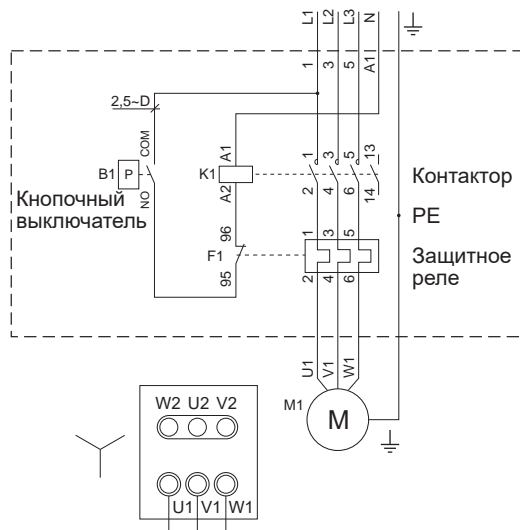 L1 L2 L3 N
1 3 5 A1
2,5~D
COM
B1 P
NO
Кнопочный
выключатель
K1
A1
A2
1 3 5 13
2 4 6 14
Контактор
PE
96
F1
95
1 3 5
2 4 6
Защитное
реле
U1 V1 W1
M1
M
W2 U2 V2
U1 V1 W1